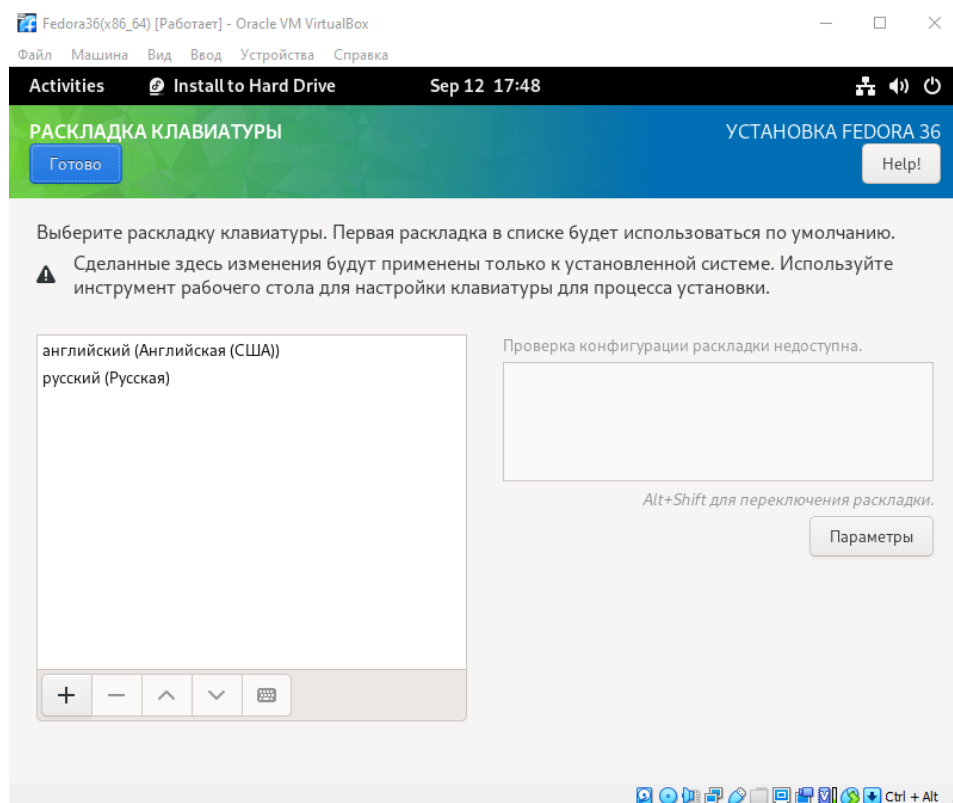 Fedora36(x86_64) [Работает] - Oracle VM VirtualBox
Файл Машина Вид Ввод Устройства Справка
Activities Install to Hard Drive Sep 12 17:48
РАСКЛАДКА КЛАВИАТУРЫ УСТАНОВКА FEDORA 36
Готово Help!
Выберите раскладку клавиатуры. Первая раскладка в списке будет использоваться по умолчанию.
Сделанные здесь изменения будут применены только к установленной системе. Используйте
инструмент рабочего стола для настройки клавиатуры для процесса установки.
английский (Английская (США))
русский (Русская)
Проверка конфигурации раскладки недоступна.
Alt+Shift для переключения раскладки.
Параметры
Ctrl + Alt